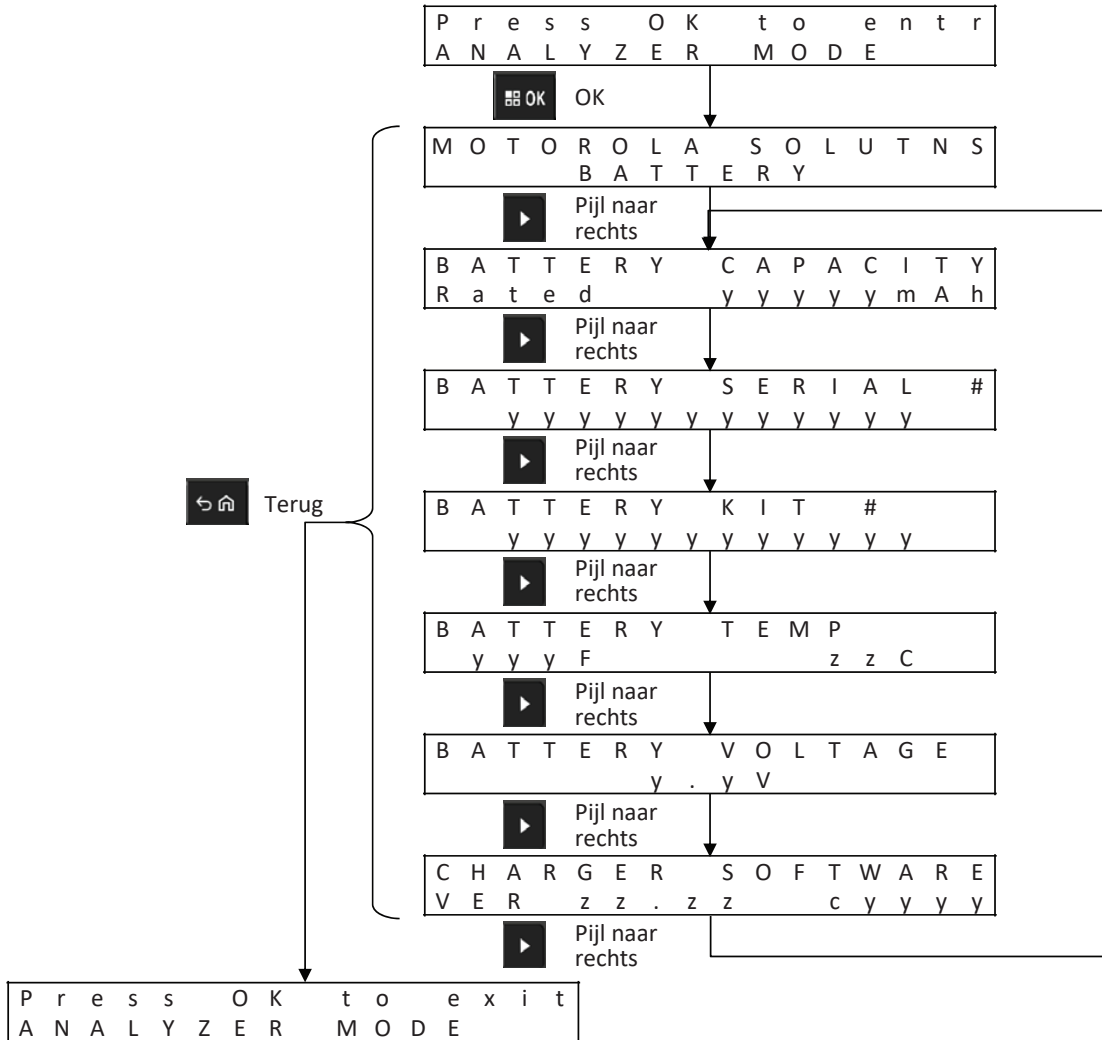 Press OK to entr
ANALYZER MODE
OK OK
MOTOROLA SOLUTNS
BATTERY
Pijl naar
rechts
BATTERY CAPACITY
Rated yyyyymAh
Pijl naar
rechts
BATTERY SERIAL #
yyyyyyyyyyyy
Pijl naar
rechts
Terug
BATTERY KIT #
yyyyyyyyyyyy
Pijl naar
rechts
BATTERY TEMP
yyyF zzC
Pijl naar
rechts
BATTERY VOLTAGE
y.yV
Pijl naar
rechts
CHARGER SOFTWARE
VER zz.zz cyyyy
Pijl naar
rechts
Press OK to exit
ANALYZER MODE